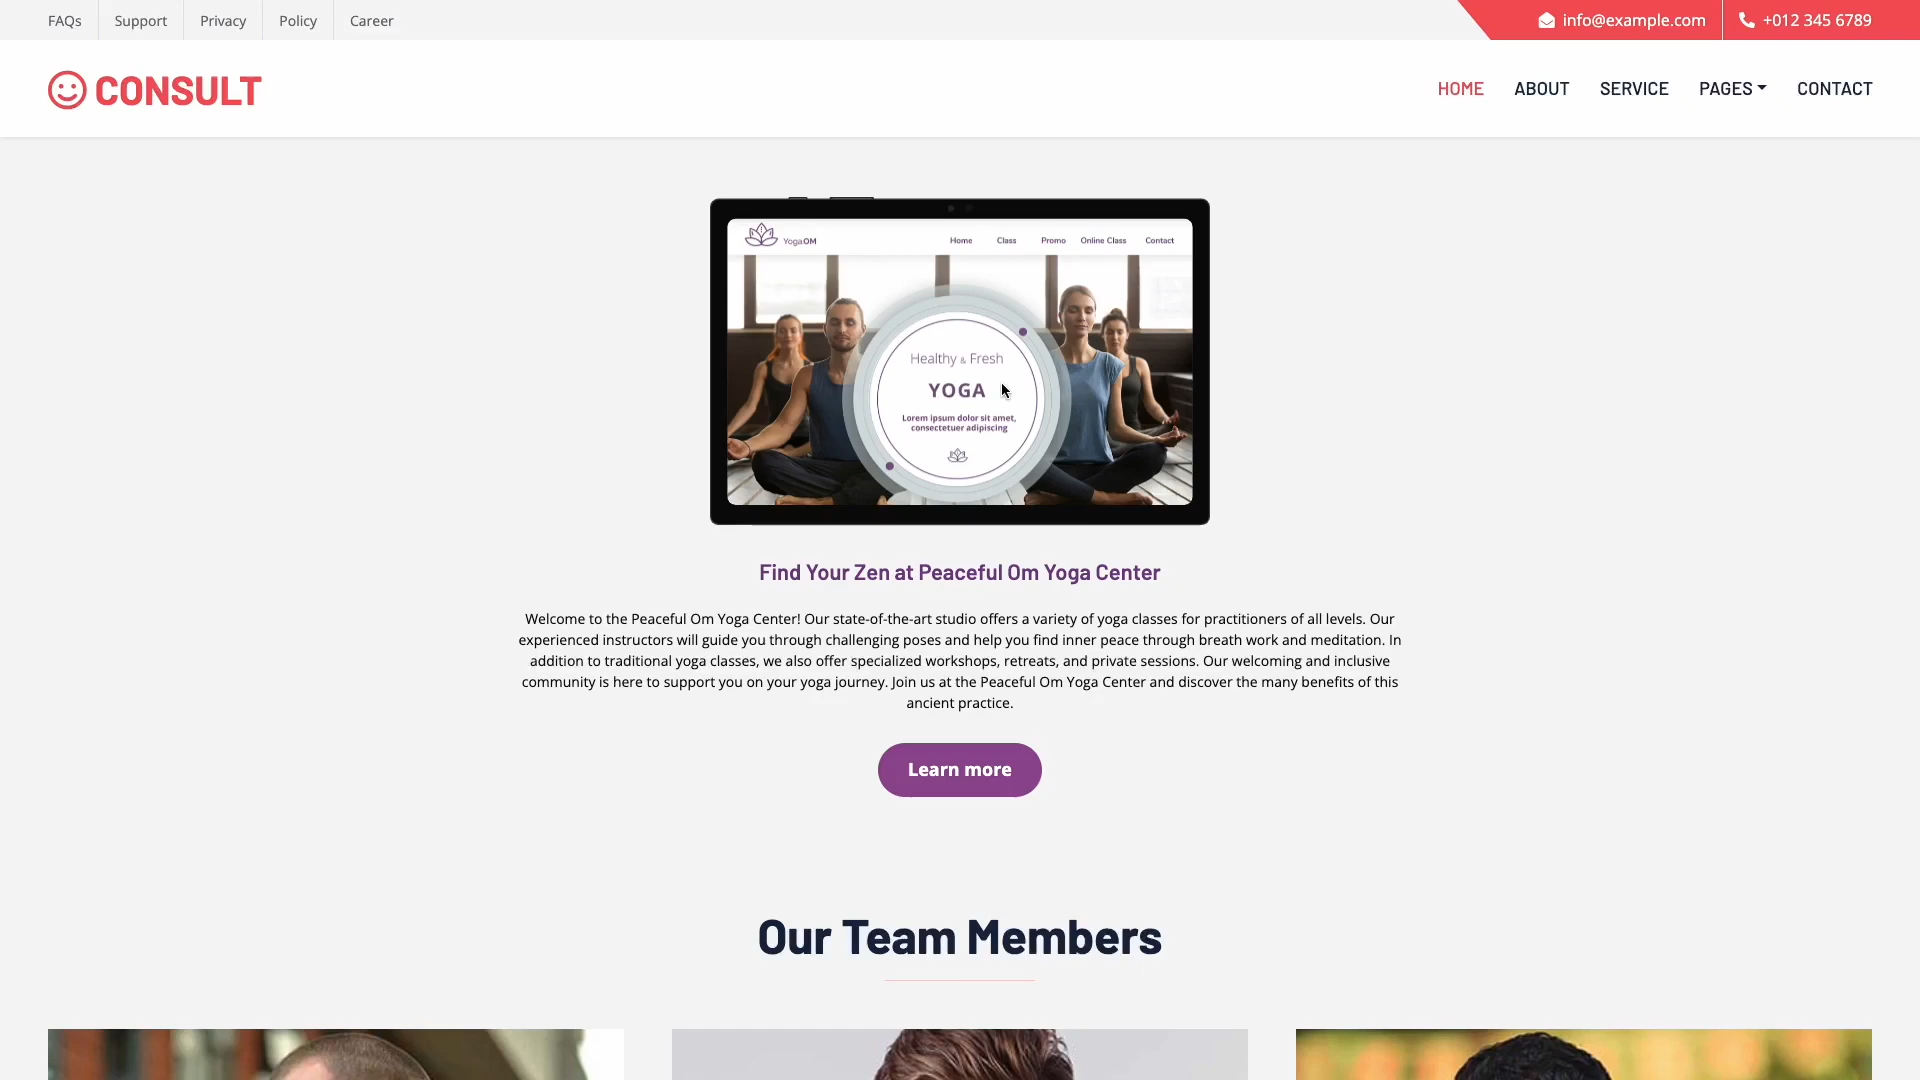 FAQs
Support
Privacy
Policy
Career
info@example.com
+012 345 6789
CONSULT
HOME
ABOUT
SERVICE
PAGES
CONTACT
YogaOM
Home
Class
Promo
Online Class
Contact
Healthy & Fresh
YOGA
Lorem ipsum dolor sit amet,
consectetuer adipiscing
Find Your Zen at Peaceful Om Yoga Center
Welcome to the Peaceful Om Yoga Center! Our state-of-the-art studio offers a variety of yoga classes for practitioners of all levels. Our
experienced instructors will guide you through challenging poses and help you find inner peace through breath work and meditation. In
addition to traditional yoga classes, we also offer specialized workshops, retreats, and private sessions. Our welcoming and inclusive
community is here to support you on your yoga journey. Join us at the Peaceful Om Yoga Center and discover the many benefits of this
ancient practice.
Learn more
Our Team Members